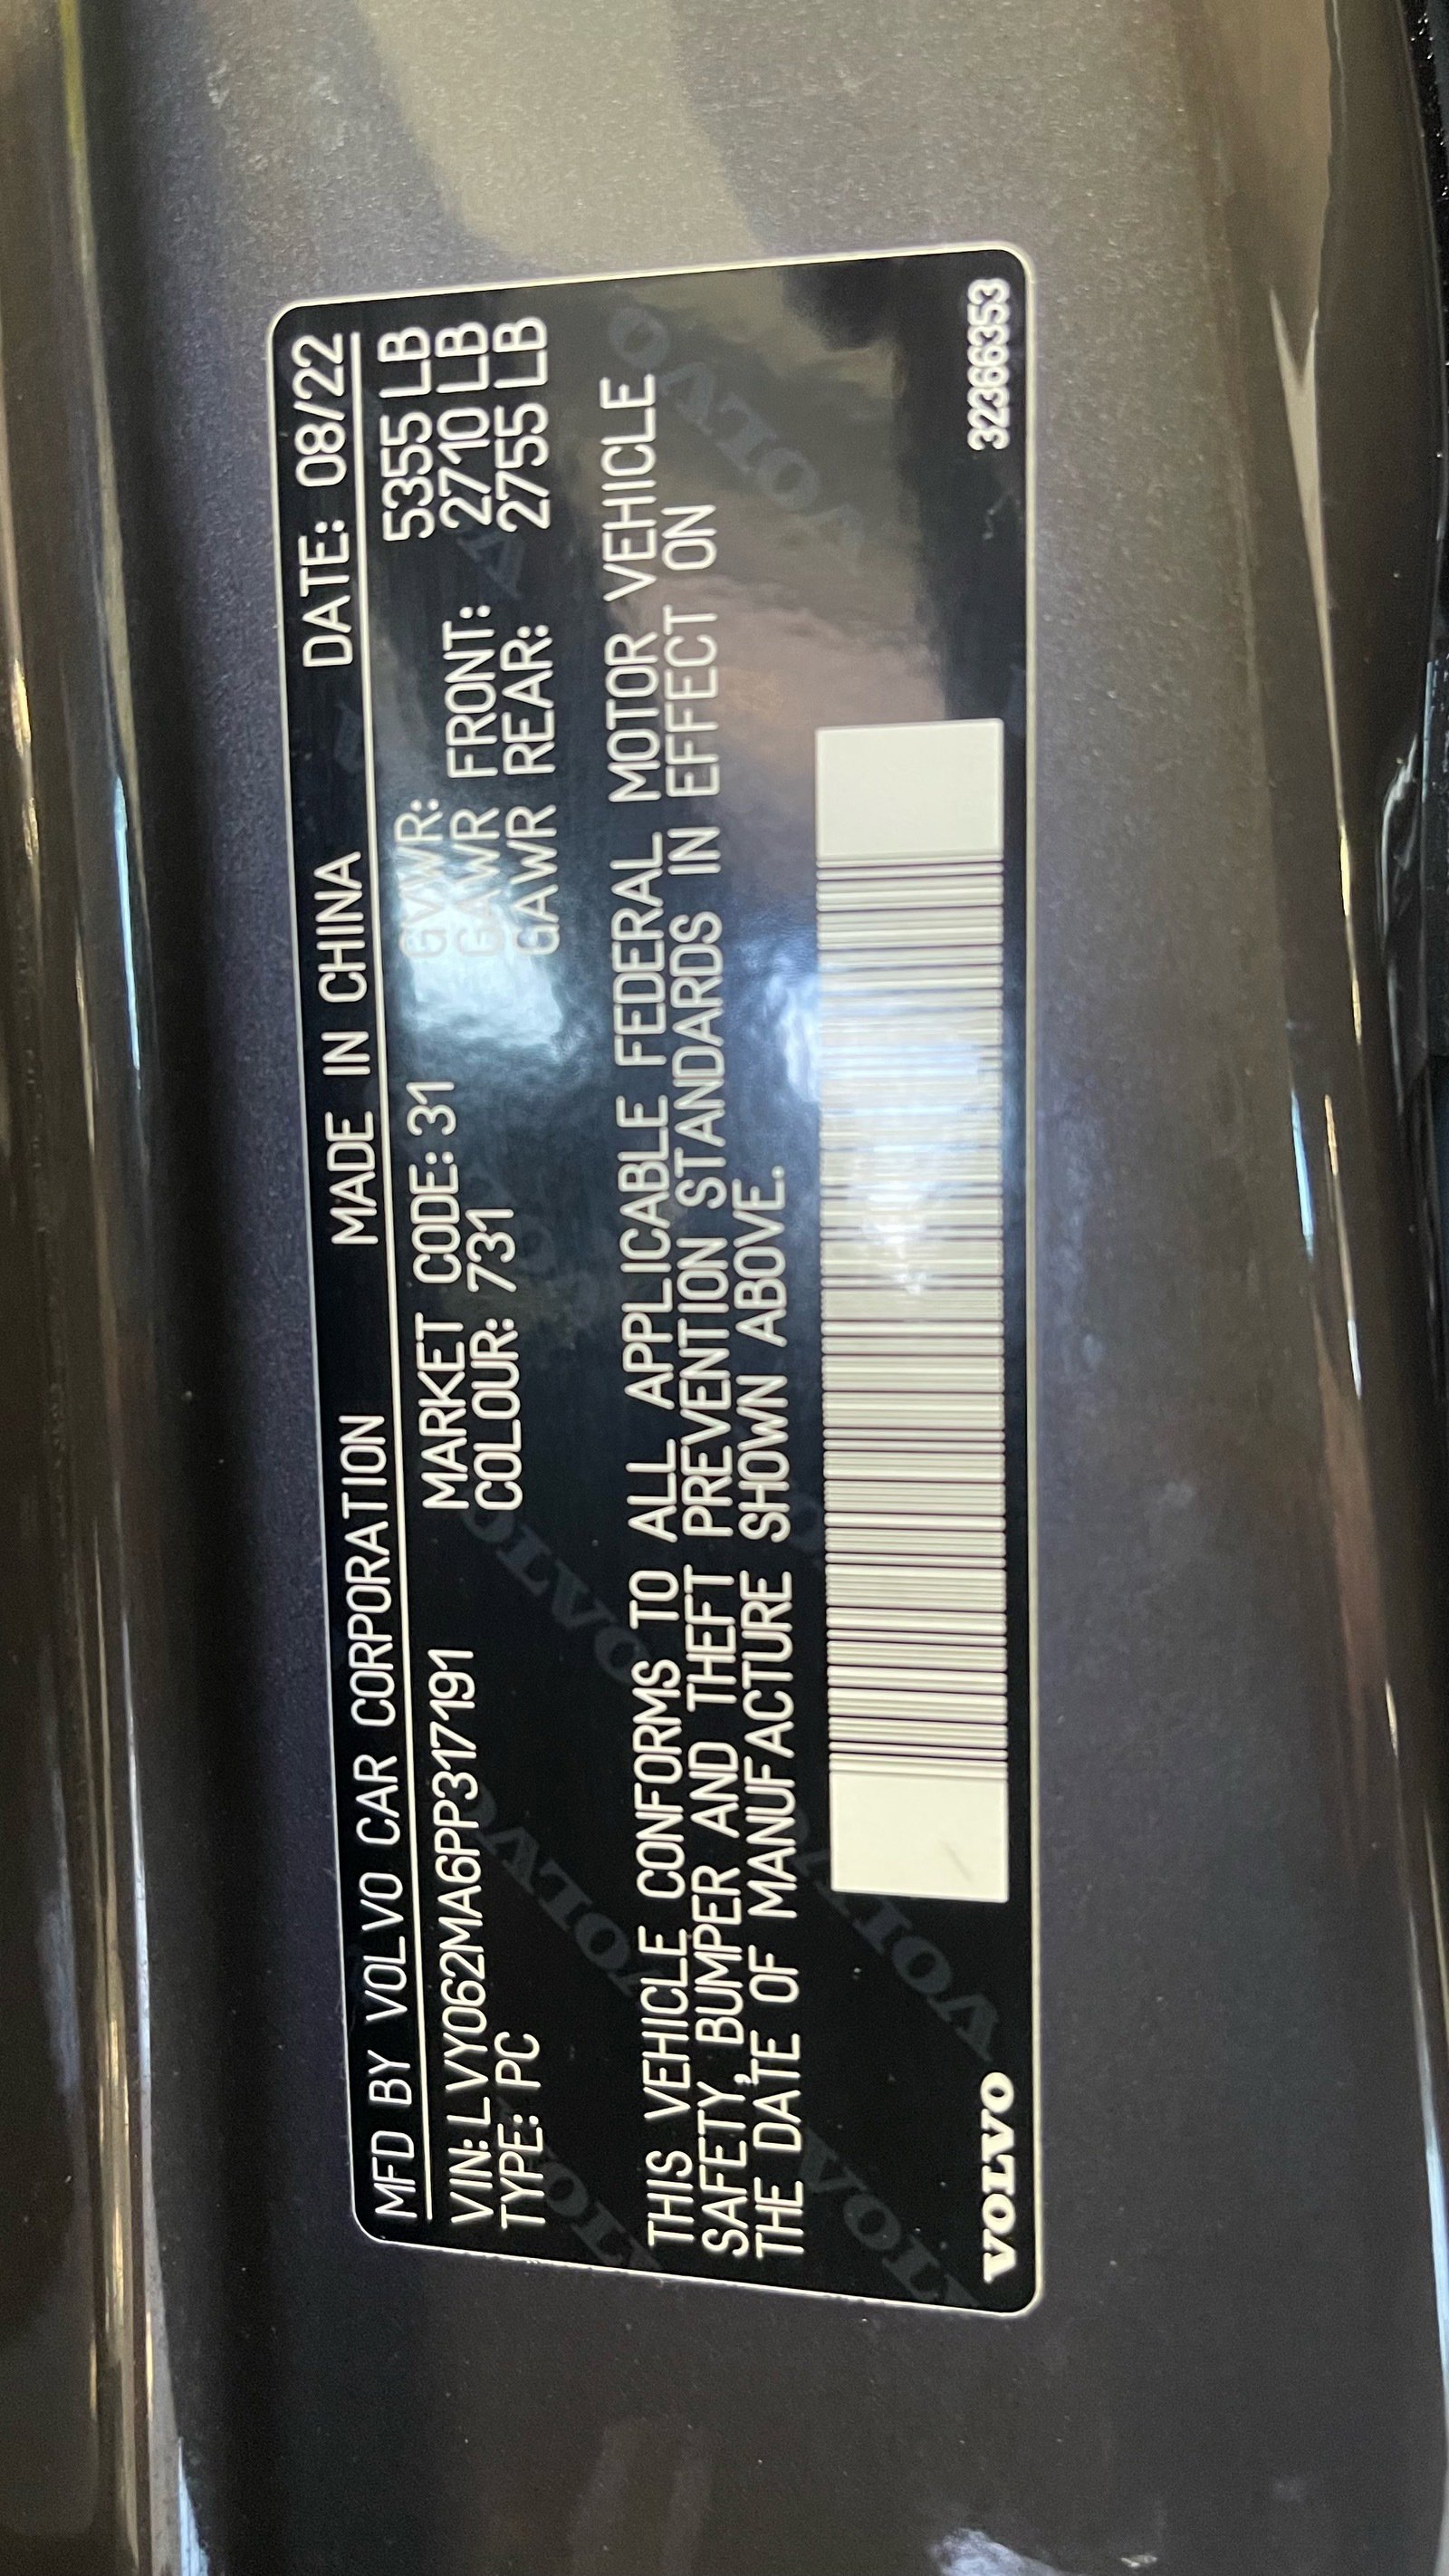 MFD BY VOLVO CAR CORPORATION MADE IN CHINA DATE: 08/22
VIN: LVY062MA6PP317191 MARKET CODE: 31 GVWR: 5355 LB
TYPE: PC COLOUR: 731 GAWR FRONT: 2710 LB
GAWR REAR: 2755 LB
THIS VEHICLE CONFORMS TO ALL APPLICABLE FEDERAL MOTOR VEHICLE
SAFETY, BUMPER AND THEFT PREVENTION STANDARDS IN EFFECT ON
THE DATE OF MANUFACTURE SHOWN ABOVE.
VOLVO 32366353